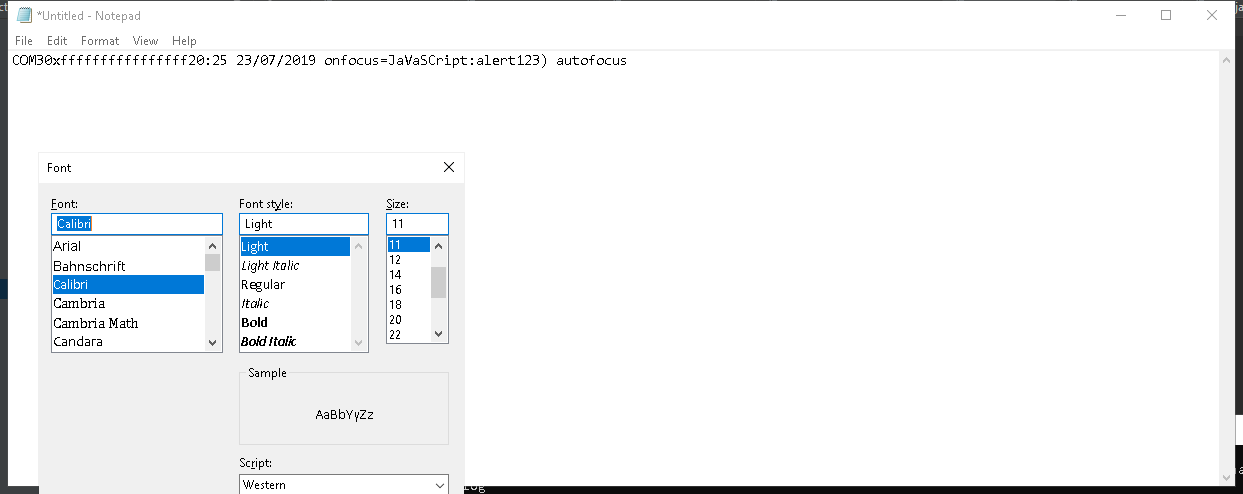 *Untitled - Notepad
File Edit Format View Help
COM30xffffffffffffffff20:25 23/07/2019 onfocus=JaVaSCript:alert123) autofocus
Font
Font: Font style: Size:
Calibri Light 11
Arial
Bahnschrift
Calibri
Cambria
Cambria Math
Candara
Light
Light Italic
Regular
Italic
Bold
Bold Italic
11
12
14
16
18
20
22
Sample
AaBbYyZz
Script:
Western